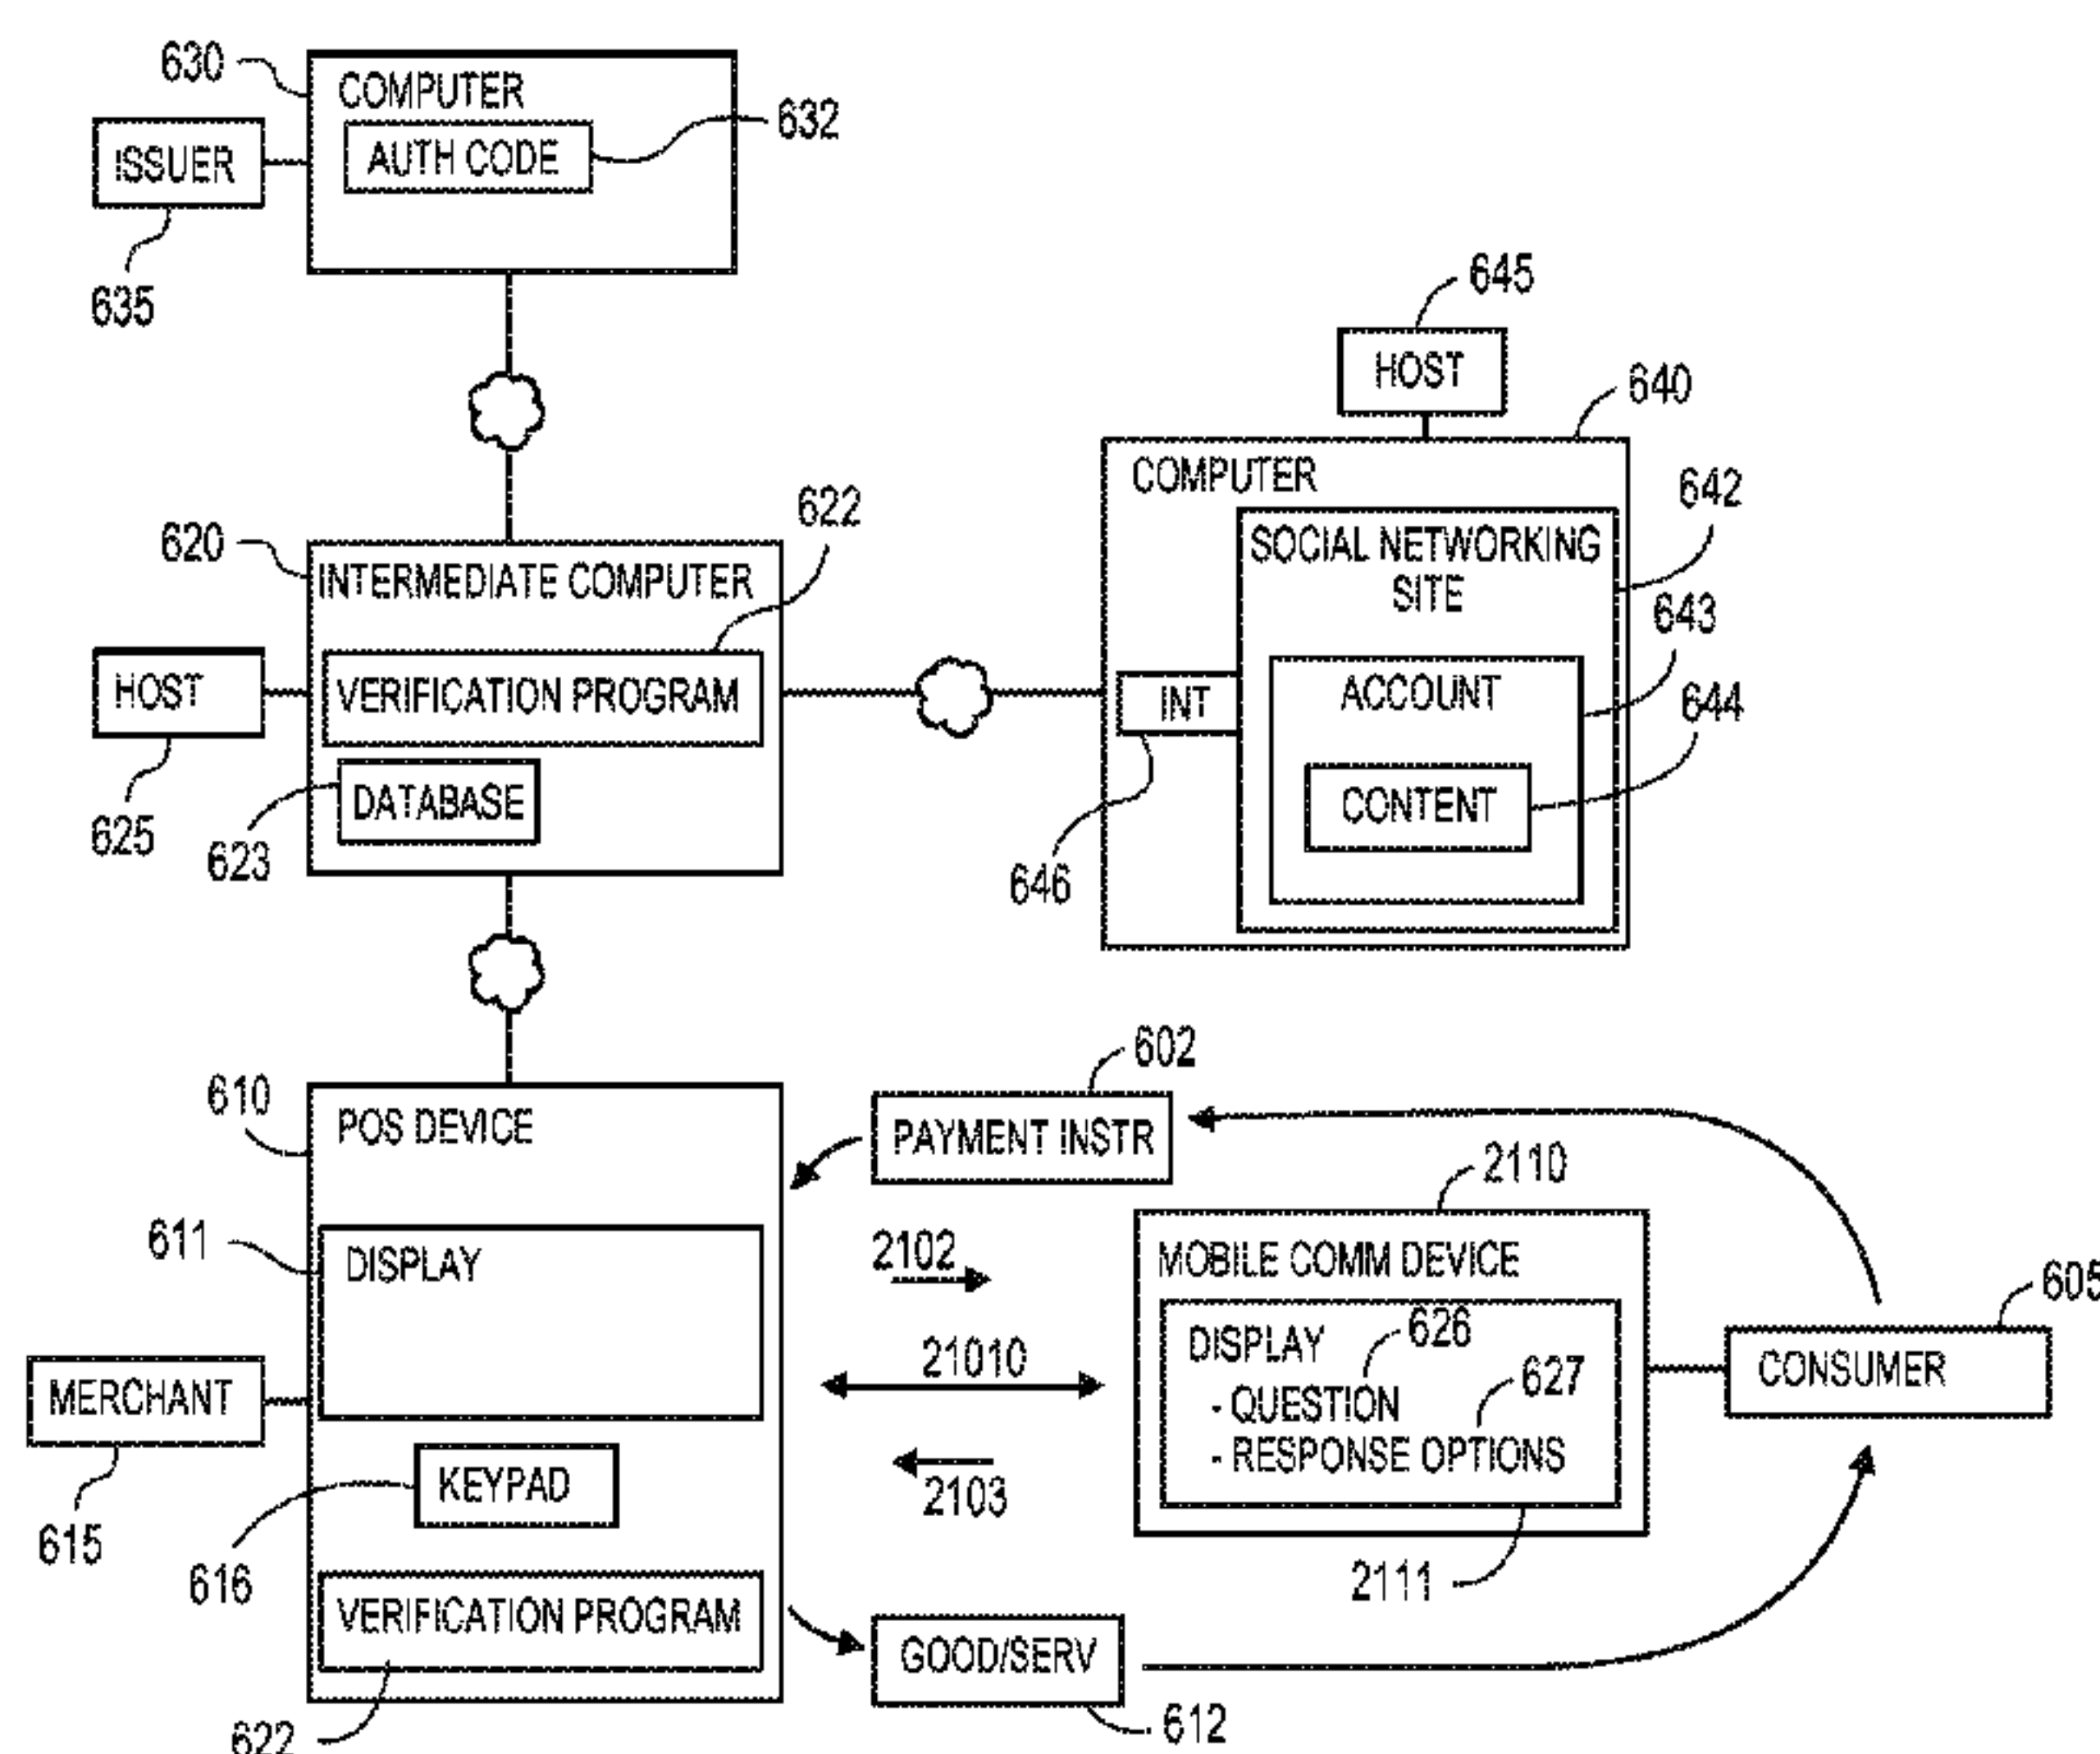 630
COMPUTER
632
AUTH CODE
ISSUER
635
645
HOST
640
COMPUTER
642
622
620
SOCIAL NETWORKING
SITE
INTERMEDIATE COMPUTER
643
HOST
VERIFICATION PROGRAM
INT
ACCOUNT
644
DATABASE
CONTENT
625
623
646
602
610
POS DEVICE
PAYMENT INSTR
2110
611
DISPLAY
2102
MOBILE COMM DEVICE
605
626
DISPLAY
21010
627
CONSUMER
MERCHANT
- QUESTION
- RESPONSE OPTIONS
KEYPAD
2103
615
616
2111
VERIFICATION PROGRAM
GOOD/SERV
612
622